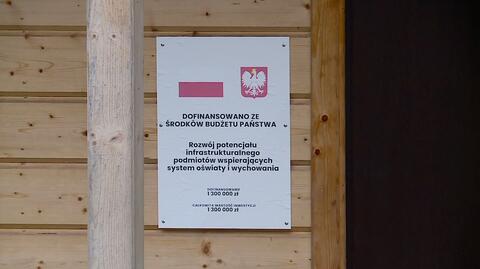 DOFINANSOWANO ZE
ŚRODKÓW BUDŻETU PAŃSTWA
Rozwój potencjału
infrastrukturalnego
podmiotów wspierających
system oświaty i wychowania
DOFINANSOWANIE
1 300 000 zł
CAŁKOWITA WARTOŚĆ INWESTYCJI
1 300 000 zł